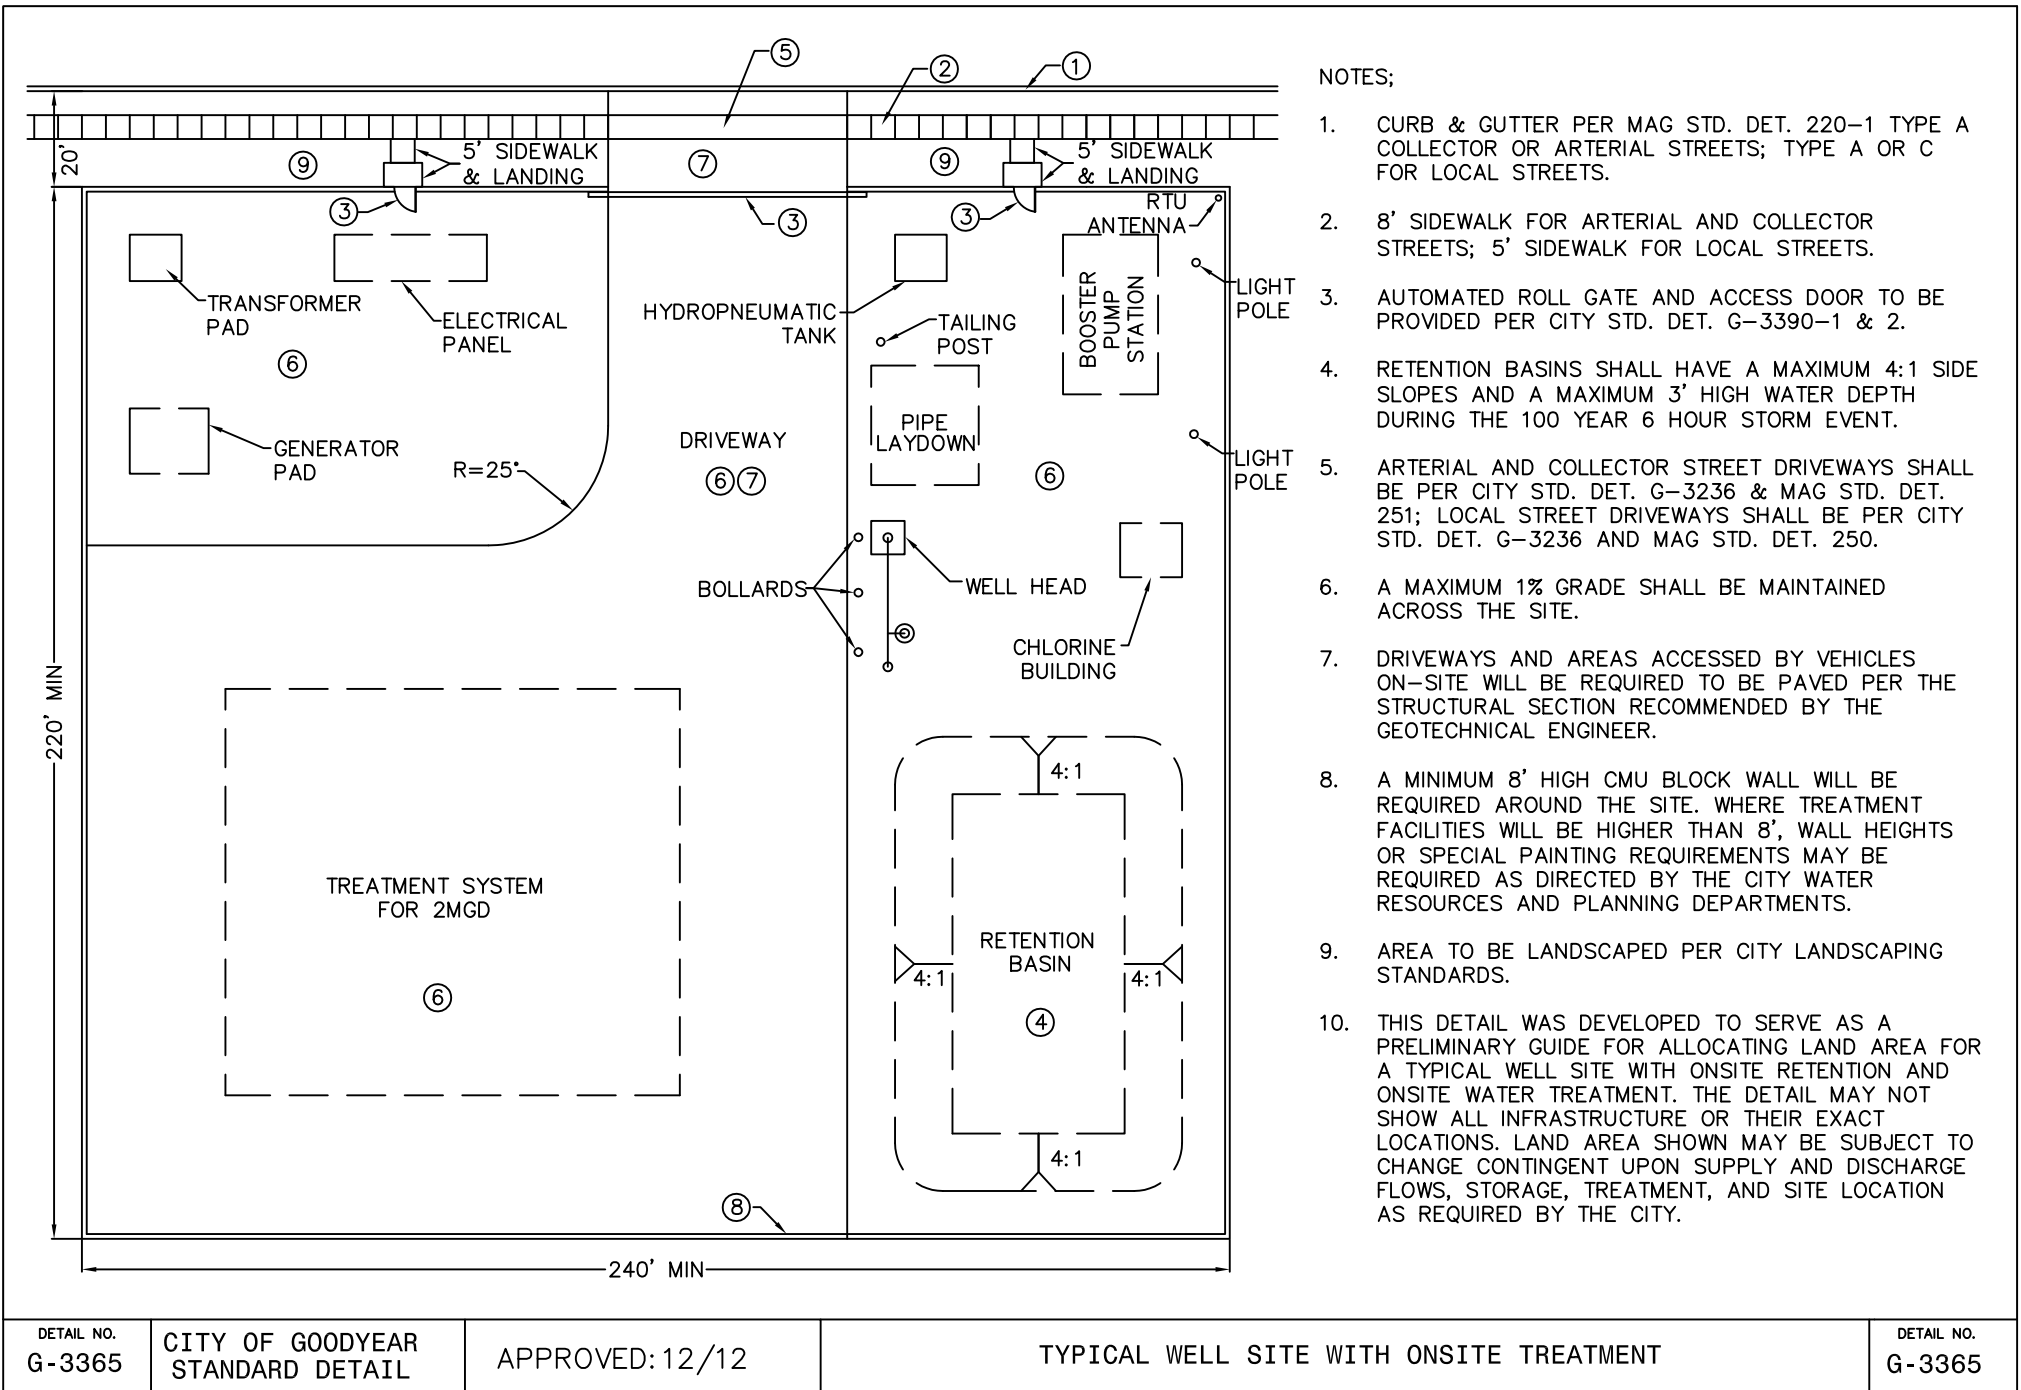 5
2
1
20'
9
5' SIDEWALK
& LANDING
7
9
5' SIDEWALK
& LANDING
3
3
3
RTU
ANTENNA
TRANSFORMER
PAD
ELECTRICAL
PANEL
HYDROPNEUMATIC
TANK
TAILING
POST
BOOSTER
PUMP
STATION
LIGHT
POLE
6
PIPE
LAYDOWN
GENERATOR
PAD
R=25°
DRIVEWAY
6 7
6
LIGHT
POLE
BOLLARDS
WELL HEAD
CHLORINE
BUILDING
220' MIN
4:1
TREATMENT SYSTEM
FOR 2MGD
6
RETENTION
BASIN
4:1
4:1
4
4:1
8
240' MIN
NOTES;
1. CURB & GUTTER PER MAG STD. DET. 220-1 TYPE A
COLLECTOR OR ARTERIAL STREETS; TYPE A OR C
FOR LOCAL STREETS.
2. 8' SIDEWALK FOR ARTERIAL AND COLLECTOR
STREETS; 5' SIDEWALK FOR LOCAL STREETS.
3. AUTOMATED ROLL GATE AND ACCESS DOOR TO BE
PROVIDED PER CITY STD. DET. G-3390-1 & 2.
4. RETENTION BASINS SHALL HAVE A MAXIMUM 4:1 SIDE
SLOPES AND A MAXIMUM 3' HIGH WATER DEPTH
DURING THE 100 YEAR 6 HOUR STORM EVENT.
5. ARTERIAL AND COLLECTOR STREET DRIVEWAYS SHALL
BE PER CITY STD. DET. G-3236 & MAG STD. DET.
251; LOCAL STREET DRIVEWAYS SHALL BE PER CITY
STD. DET. G-3236 AND MAG STD. DET. 250.
6. A MAXIMUM 1% GRADE SHALL BE MAINTAINED
ACROSS THE SITE.
7. DRIVEWAYS AND AREAS ACCESSED BY VEHICLES
ON-SITE WILL BE REQUIRED TO BE PAVED PER THE
STRUCTURAL SECTION RECOMMENDED BY THE
GEOTECHNICAL ENGINEER.
8. A MINIMUM 8' HIGH CMU BLOCK WALL WILL BE
REQUIRED AROUND THE SITE. WHERE TREATMENT
FACILITIES WILL BE HIGHER THAN 8', WALL HEIGHTS
OR SPECIAL PAINTING REQUIREMENTS MAY BE
REQUIRED AS DIRECTED BY THE CITY WATER
RESOURCES AND PLANNING DEPARTMENTS.
9. AREA TO BE LANDSCAPED PER CITY LANDSCAPING
STANDARDS.
10. THIS DETAIL WAS DEVELOPED TO SERVE AS A
PRELIMINARY GUIDE FOR ALLOCATING LAND AREA FOR
A TYPICAL WELL SITE WITH ONSITE RETENTION AND
ONSITE WATER TREATMENT. THE DETAIL MAY NOT
SHOW ALL INFRASTRUCTURE OR THEIR EXACT
LOCATIONS. LAND AREA SHOWN MAY BE SUBJECT TO
CHANGE CONTINGENT UPON SUPPLY AND DISCHARGE
FLOWS, STORAGE, TREATMENT, AND SITE LOCATION
AS REQUIRED BY THE CITY.
DETAIL NO.
G-3365
CITY OF GOODYEAR
STANDARD DETAIL
APPROVED: 12/12
TYPICAL WELL SITE WITH ONSITE TREATMENT
DETAIL NO.
G-3365